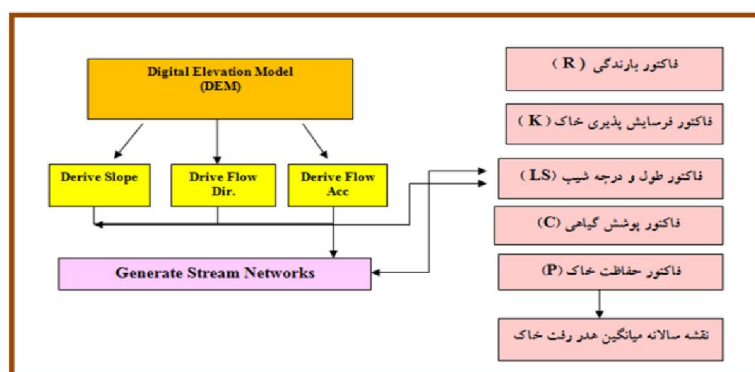 Digital Elevation Model
(DEM)
Derive Slope
Drive Flow
Dir.
Derive Flow
Acc
Generate Stream Networks
فاکتور بارندگی ( R )
فاکتور فرسایش پذیری خاک ( K )
فاکتور طول و درجه شیب (LS)
فاکتور پوشش گیاهی (C)
فاکتور حفاظت خاک (P)
نقشه سالانه میانگین هدر رفت خاک